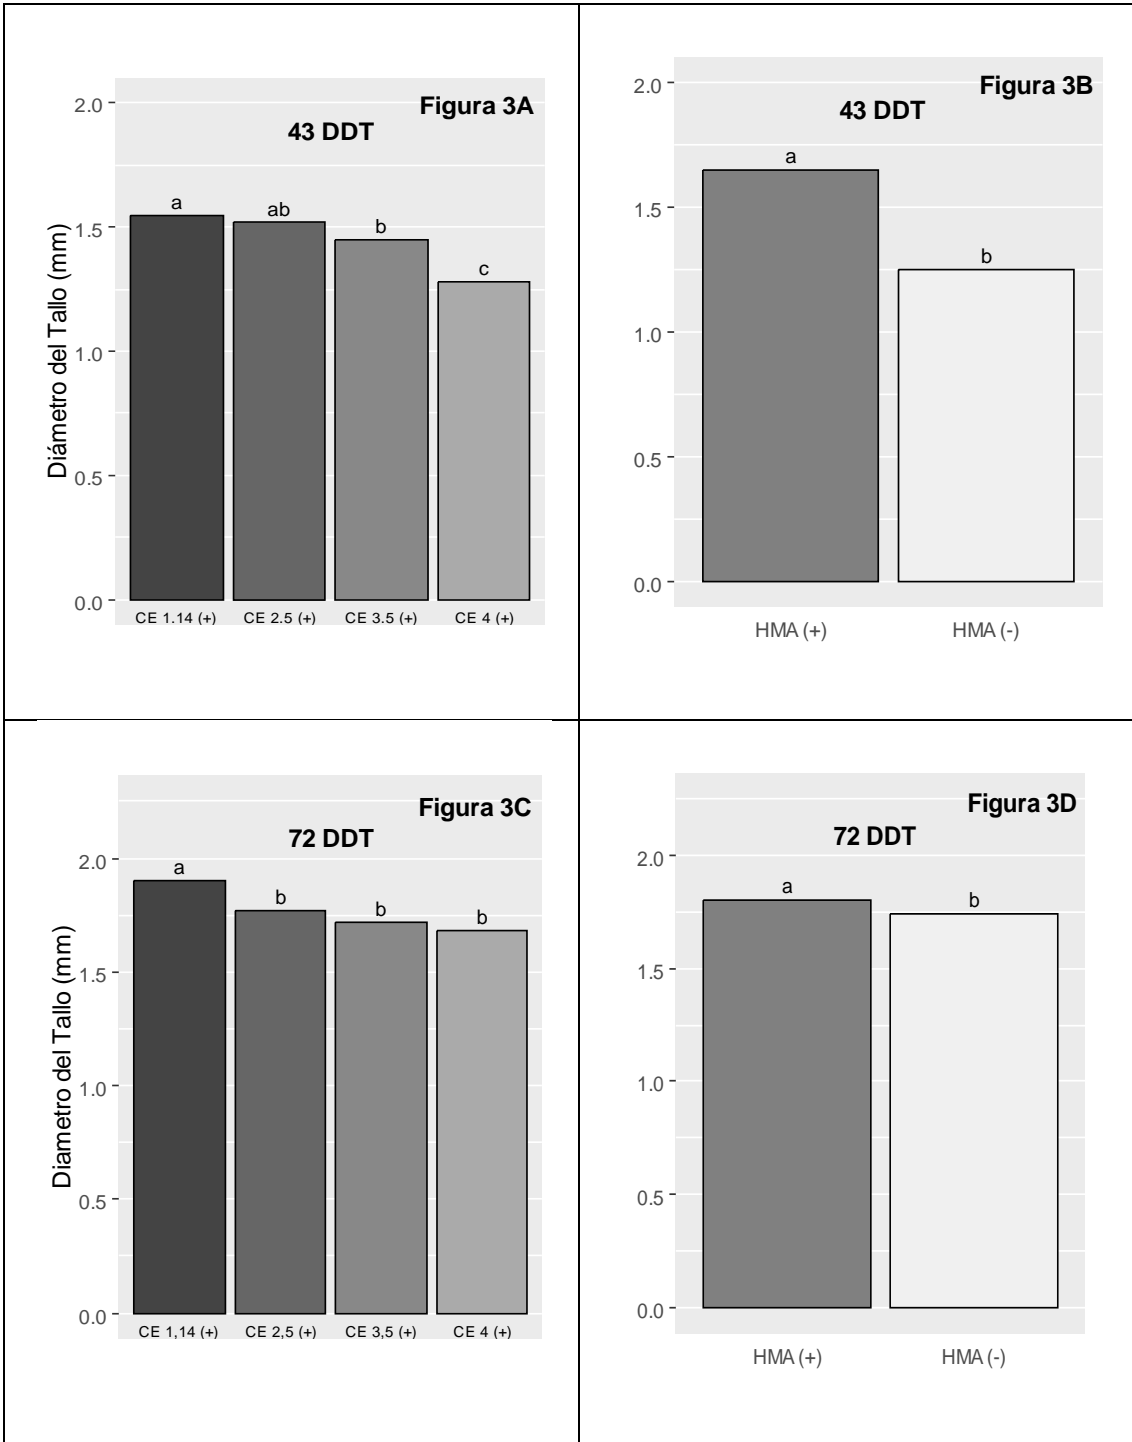 Figura 3A
43 DDT
Diámetro del Tallo (mm)
2.0
1.5
1.0
0.5
0.0
a
ab
b
c
CE 1.14 (+) CE 2.5 (+) CE 3.5 (+) CE 4 (+)
Figura 3B
43 DDT
2.0
1.5
1.0
0.5
0.0
a
b
HMA (+) HMA (-)
Figura 3C
72 DDT
Diametro del Tallo (mm)
2.0
1.5
1.0
0.5
0.0
a
b
b
b
CE 1,14 (+) CE 2,5 (+) CE 3,5 (+) CE 4 (+)
Figura 3D
72 DDT
2.0
1.5
1.0
0.5
0.0
a
b
HMA (+) HMA (-)